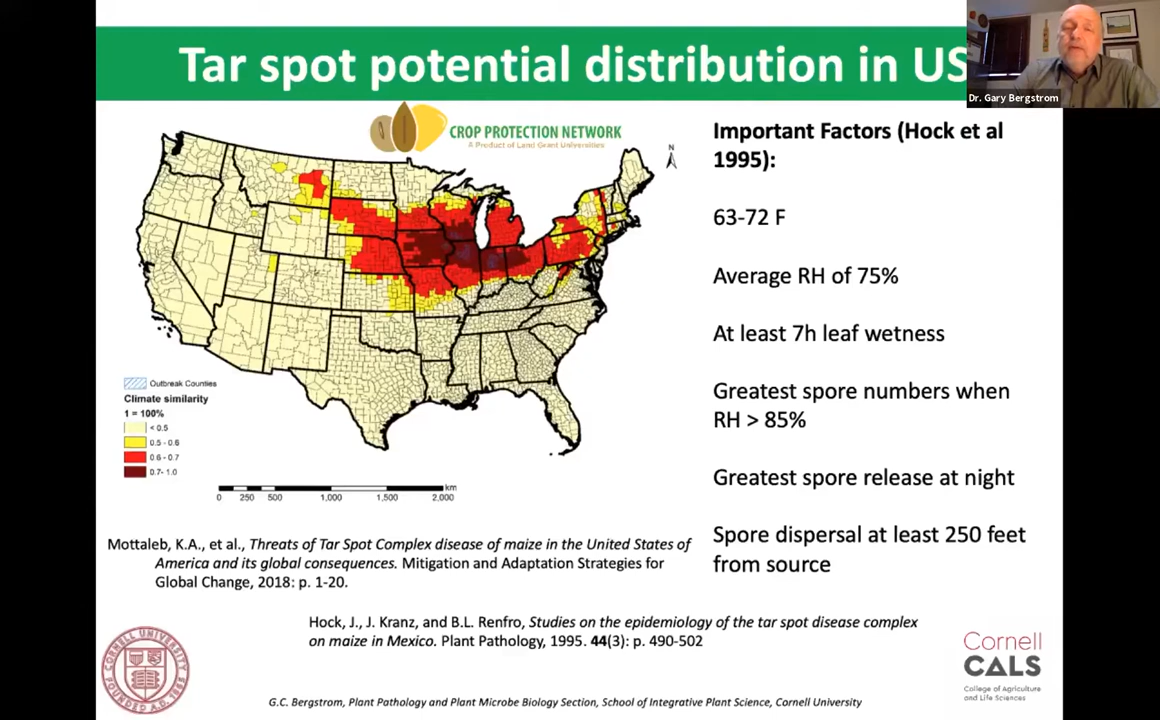 Tar spot potential distribution in US
Dr. Gary Bergstrom
CROP PROTECTION NETWORK
A Product of Land Grant Universities
N
Outbreak Counties
Climate similarity
1 = 100%
< 0.5
0.5 - 0.6
0.6 - 0.7
0.7- 1.0
km
0 250 500 1,000 1,500 2,000
Important Factors (Hock et al
1995):
63-72 F
Average RH of 75%
At least 7h leaf wetness
Greatest spore numbers when
RH > 85%
Greatest spore release at night
Spore dispersal at least 250 feet
from source
Mottaleb, K.A., et al., Threats of Tar Spot Complex disease of maize in the United States of
America and its global consequences. Mitigation and Adaptation Strategies for
Global Change, 2018: p. 1-20.
Hock, J., J. Kranz, and B.L. Renfro, Studies on the epidemiology of the tar spot disease complex
on maize in Mexico. Plant Pathology, 1995. 44(3): p. 490-502
CORNELL UNIVERSITY
FOUNDED A.D. 1865
Cornell
CALS
College of Agriculture
and Life Sciences
G.C. Bergstrom, Plant Pathology and Plant Microbe Biology Section, School of Integrative Plant Science, Cornell University